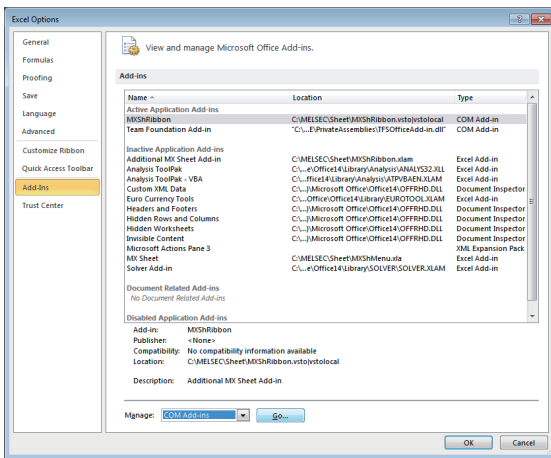 Excel Options
General
Formulas
Proofing
Save
Language
Advanced
Customize Ribbon
Quick Access Toolbar
Add-Ins
Trust Center
View and manage Microsoft Office Add-ins.
Add-ins
Name Location Type
Active Application Add-ins
MXShRibbon C:\MELSEC\Sheet\MXShRibbon.vsto|vstolocal COM Add-in
Team Foundation Add-in "C:\...E\PrivateAssemblies\TFSOfficeAdd-in.dll" COM Add-in
Inactive Application Add-ins
Additional MX Sheet Add-in C:\MELSEC\Sheet\MXShRibbon.xlam Excel Add-in
Analysis ToolPak C:\...e\Office14\Library\Analysis\ANALYS32.XLL Excel Add-in
Analysis ToolPak - VBA C:\...ffice14\Library\Analysis\ATPVBAEN.XLAM Excel Add-in
Custom XML Data C:\...)\Microsoft Office\Office14\OFFRHD.DLL Document Inspector
Euro Currency Tools C:\...Office14\Library\EUROTOOL.XLAM Excel Add-in
Headers and Footers C:\...)\Microsoft Office\Office14\OFFRHD.DLL Document Inspector
Hidden Rows and Columns C:\...)\Microsoft Office\Office14\OFFRHD.DLL Document Inspector
Hidden Worksheets C:\...)\Microsoft Office\Office14\OFFRHD.DLL Document Inspector
Invisible Content C:\...)\Microsoft Office\Office14\OFFRHD.DLL Document Inspector
Microsoft Actions Pane 3 XML Expansion Pack
MX Sheet C:\MELSEC\Sheet\MXShMenu.xla Excel Add-in
Solver Add-in C:\...e\Office14\Library\SOLVER\SOLVER.XLAM Excel Add-in
Document Related Add-ins
No Document Related Add-ins
Disabled Application Add-ins
Add-in: MXShRibbon
Publisher: <None>
Compatibility: No compatibility information available
Location: C:\MELSEC\Sheet\MXShRibbon.vsto|vstolocal
Description: Additional MX Sheet Add-in
Manage: COM Add-ins Go...
OK Cancel